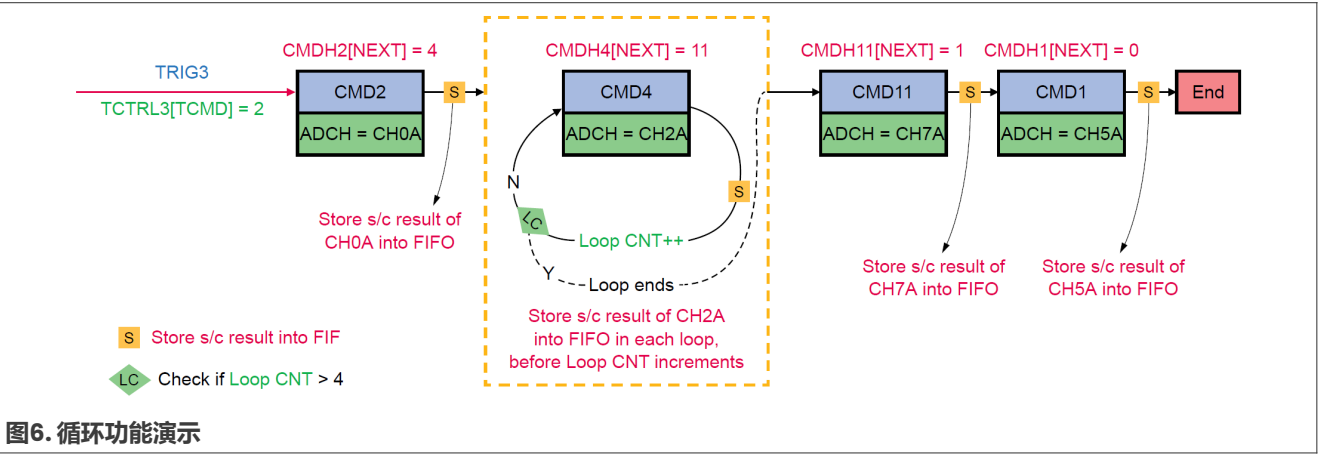 CMDH2[NEXT] = 4
CMDH4[NEXT] = 11
CMDH11[NEXT] = 1
CMDH1[NEXT] = 0
TRIG3
TCTRL3[TCMD] = 2
CMD2
ADCH = CH0A
S
CMD4
ADCH = CH2A
CMD11
ADCH = CH7A
S
CMD1
ADCH = CH5A
S
End
N
S
LC
Loop CNT++
Y
Loop ends
Store s/c result of
CH0A into FIFO
Store s/c result of
CH7A into FIFO
Store s/c result of
CH5A into FIFO
Store s/c result of CH2A
into FIFO in each loop,
before Loop CNT increments
S Store s/c result into FIF
LC Check if Loop CNT > 4
图6. 循环功能演示